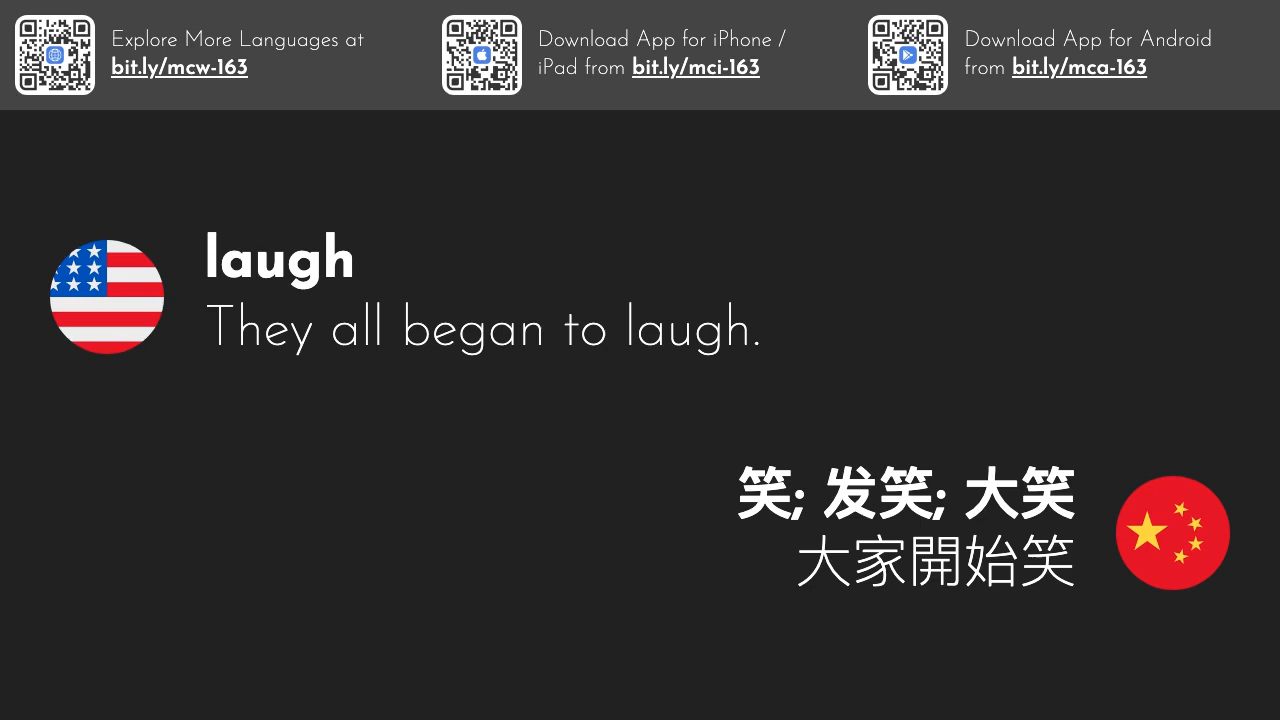 Explore More Languages at
bit.ly/mcw-163
Download App for iPhone /
iPad from bit.ly/mci-163
Download App for Android
from bit.ly/mca-163
laugh
They all began to laugh.
笑; 发笑; 大笑
大家開始笑